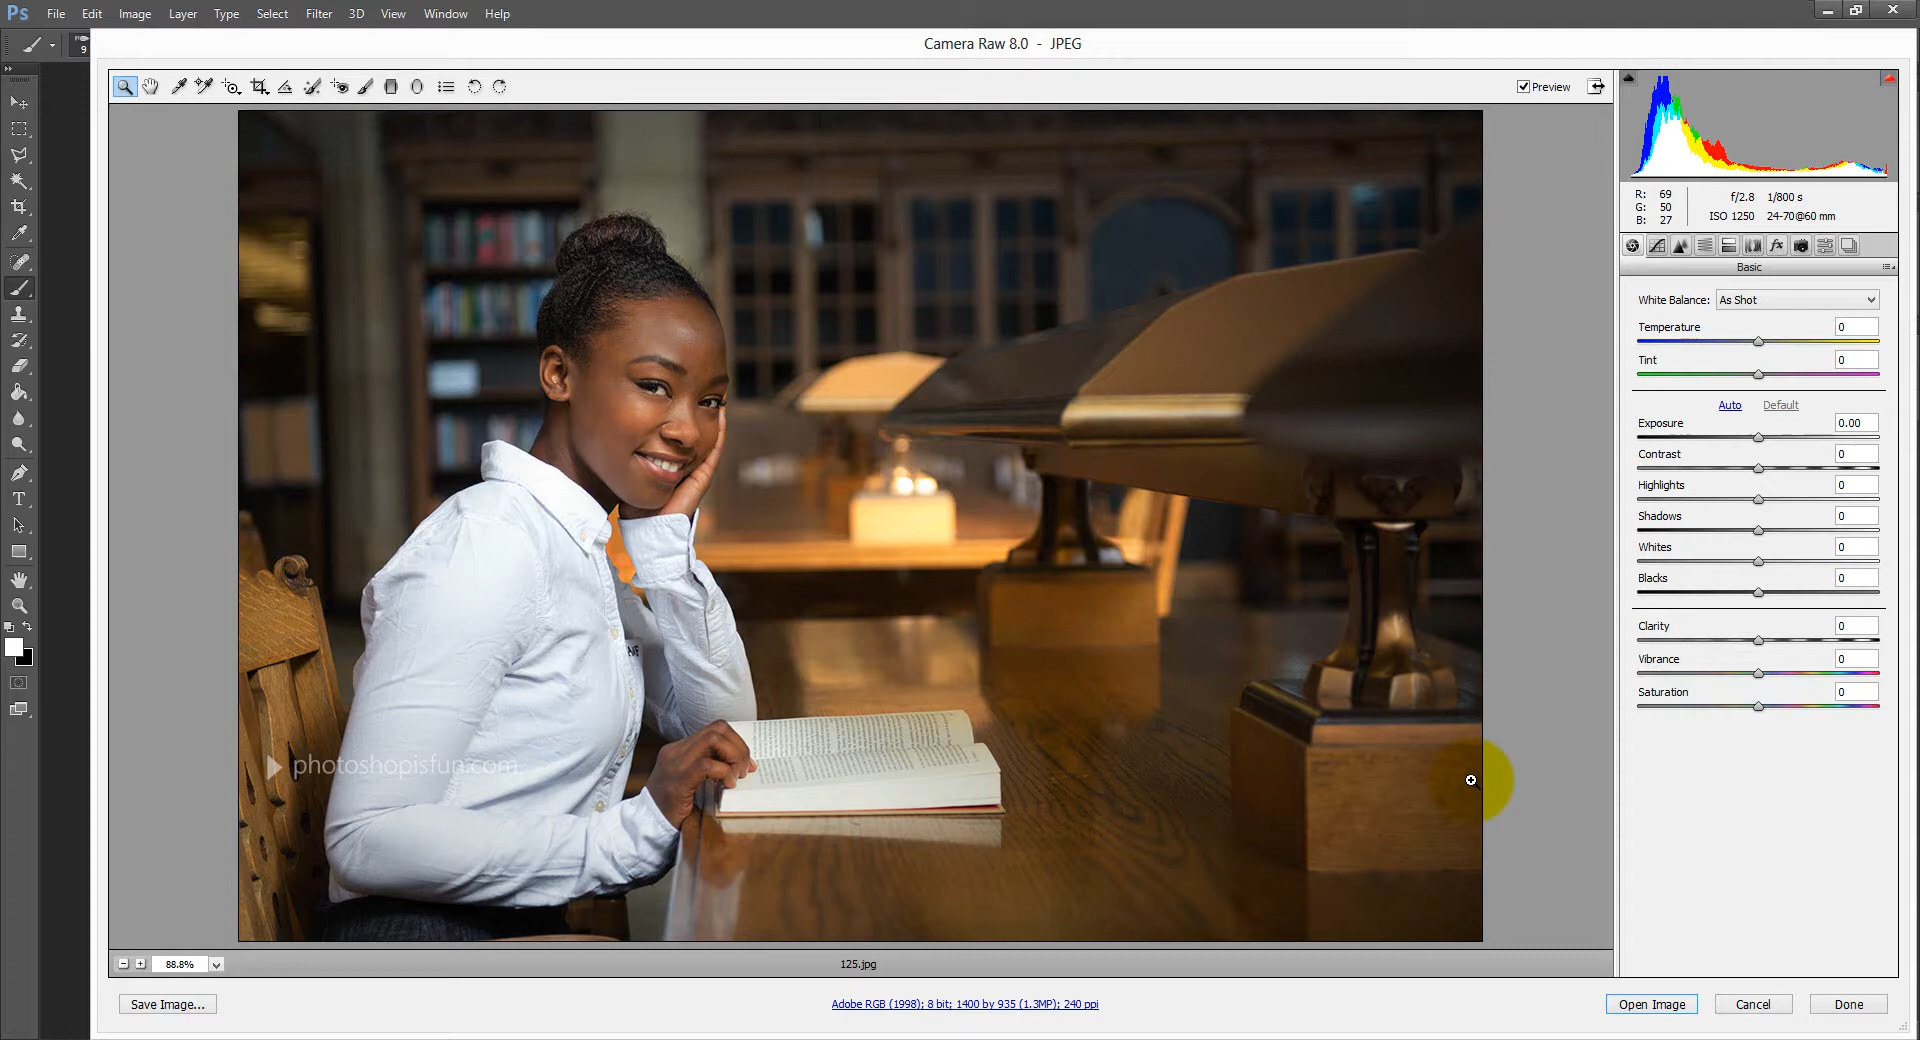 Ps File Edit Image Layer Type Select Filter 3D View Window Help
9
Camera Raw 8.0 - JPEG
Preview
R: 69
G: 50
B: 27
f/2.8 1/800 s
ISO 1250 24-70@60 mm
Basic
White Balance: As Shot
Temperature 0
Tint 0
Auto Default
Exposure 0.00
Contrast 0
Highlights 0
Shadows 0
Whites 0
Blacks 0
Clarity 0
Vibrance 0
Saturation 0
photoshopisfun.com
88.8%
125.jpg
Save Image...
Adobe RGB (1998); 8 bit; 1400 by 935 (1.3MP); 240 ppi
Open Image Cancel Done